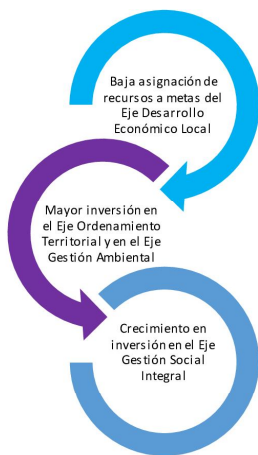 Baja asignación de
recursos a metas del
Eje Desarrollo
Económico Local
Mayor inversión en
el Eje Ordenamiento
Territorial y en el Eje
Gestión Ambiental
Crecimiento en
inversión en el Eje
Gestión Social
Integral